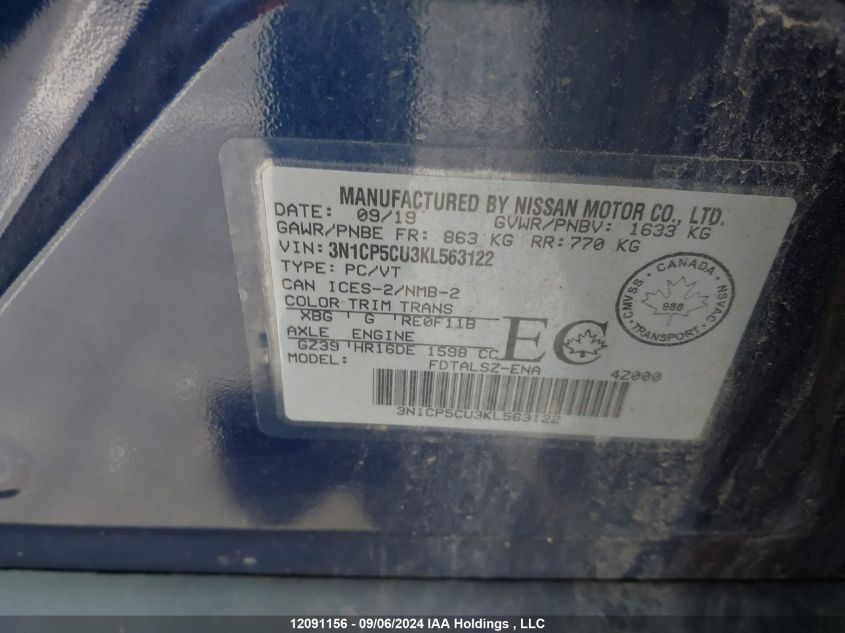 MANUFACTURED BY NISSAN MOTOR CO., LTD.
DATE: 09/19 GVWR/PNBV: 1633 KG
GAWR/PNBE FR: 863 KG RR: 770 KG
VIN: 3N1CP5CU3KL563122
TYPE: PC/VT
CAN ICES-2/NMB-2
COLOR TRIM TRANS
XBG G RE0F11B
AXLE ENGINE
GZ39 HR16DE 1598 CC
MODEL: FDTALSZ-ENA 4Z000
3N1CP5CU3KL563122
EC
CANADA
CMVSS 986 NSVAC
TRANSPORT
12091156 - 09/06/2024 IAA Holdings , LLC